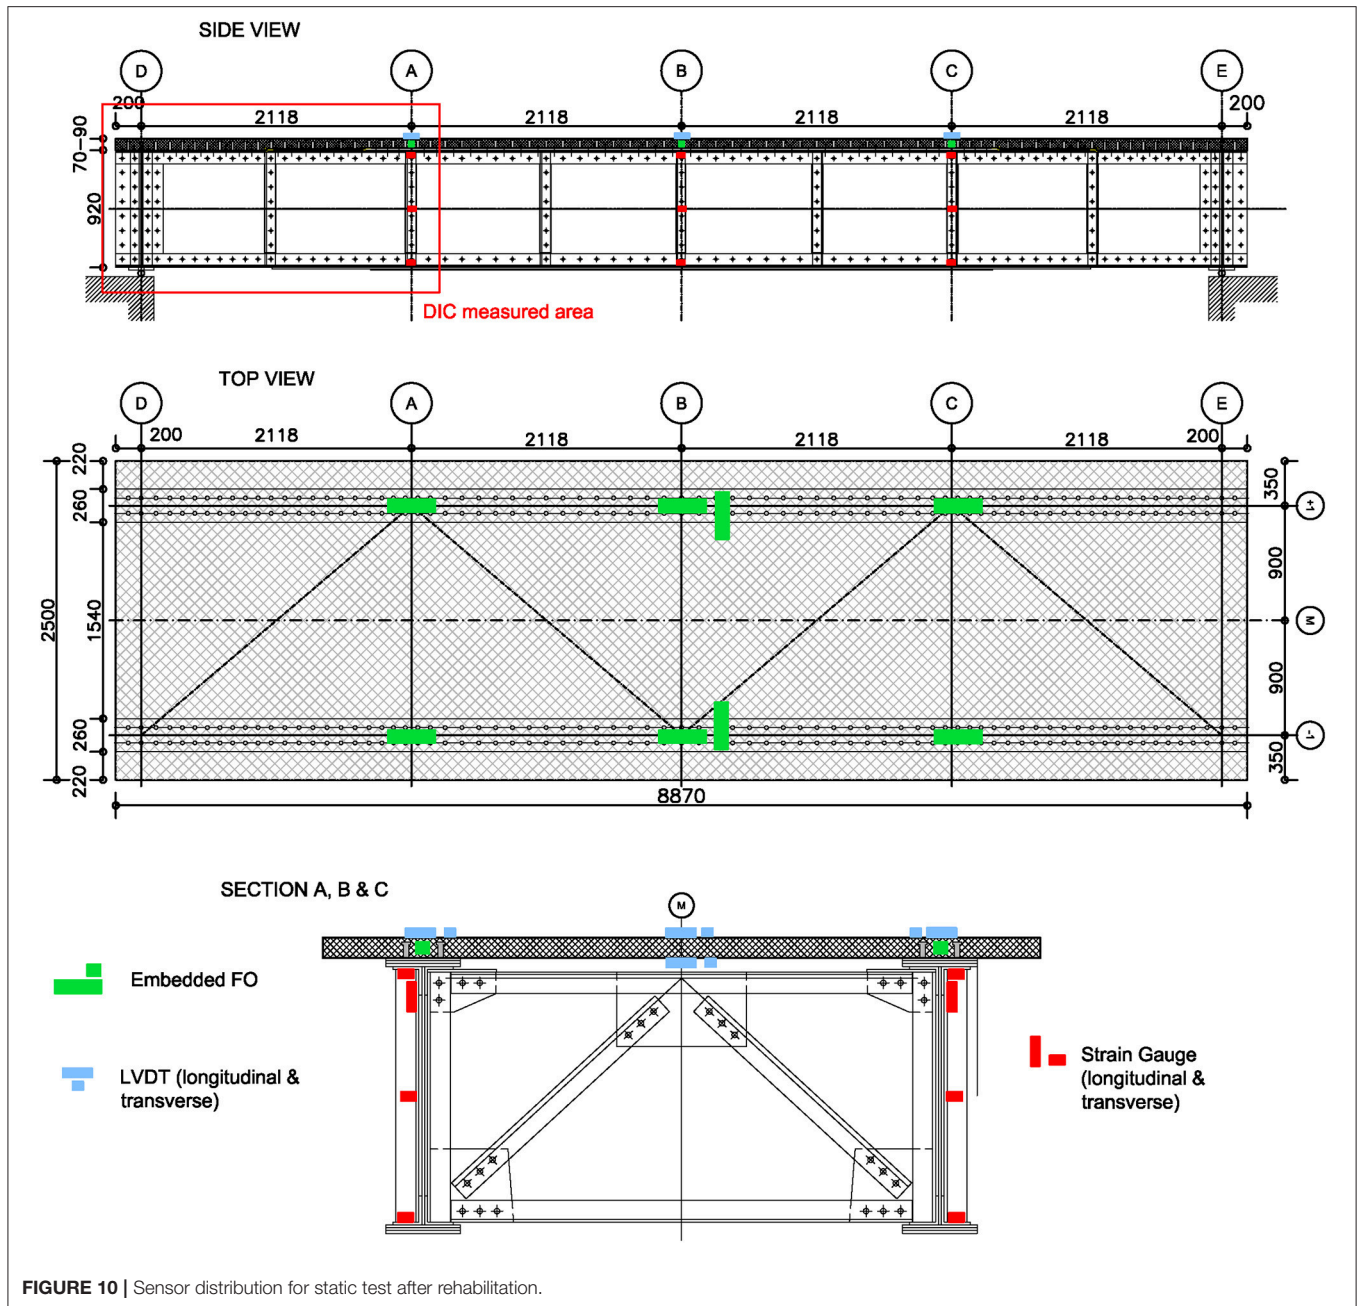 SIDE VIEW
D A B C E
200 2118 2118 2118 2118 200
70-90
920
DIC measured area
TOP VIEW
D A B C E
200 2118 2118 2118 2118 200
220 260 1540 260 220
2500
350 900 900 350
+1
M
-1
8870
SECTION A, B & C
M
Embedded FO
LVDT (longitudinal &
transverse)
Strain Gauge
(longitudinal &
transverse)
FIGURE 10 | Sensor distribution for static test after rehabilitation.